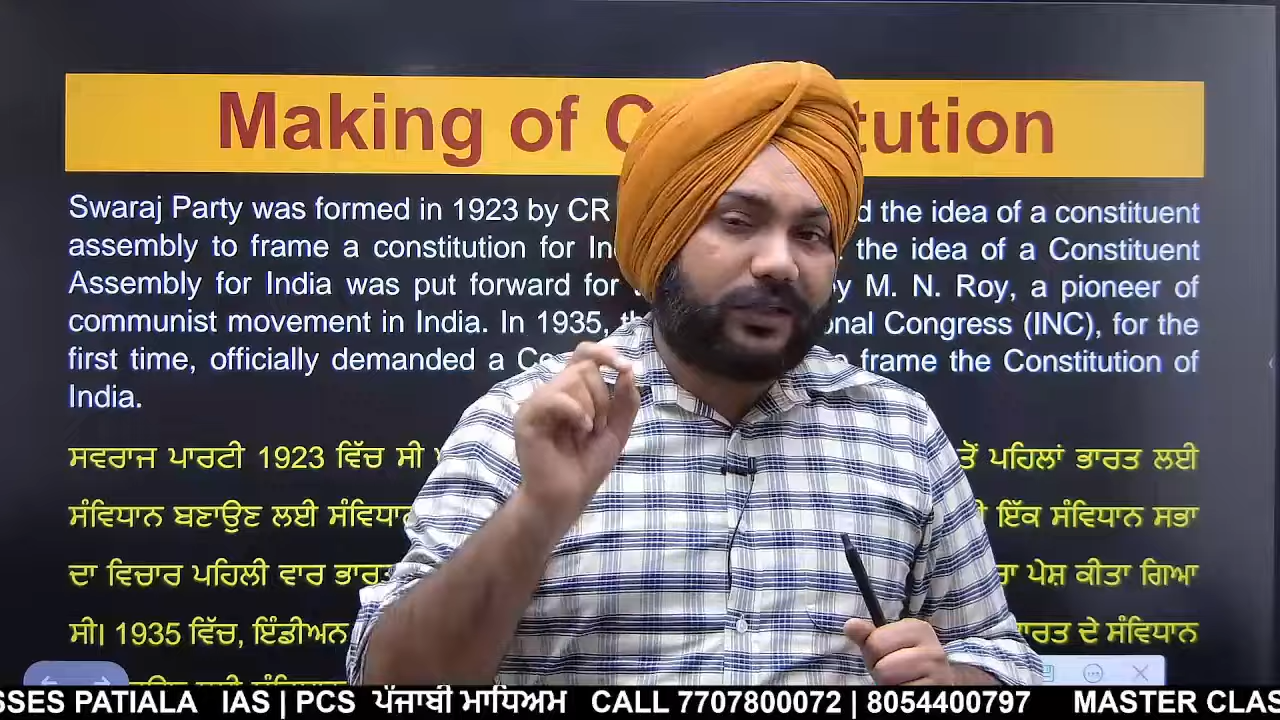 Making of C tution
Swaraj Party was formed in 1923 by CR d the idea of a constituent
assembly to frame a constitution for In the idea of a Constituent
Assembly for India was put forward for by M. N. Roy, a pioneer of
communist movement in India. In 1935, th onal Congress (INC), for the
first time, officially demanded a Co frame the Constitution of
India.
ਸਵਰਾਜ ਪਾਰਟੀ 1923 ਵਿੱਚ ਸੀ ਤੋਂ ਪਹਿਲਾਂ ਭਾਰਤ ਲਈ
ਸੰਵਿਧਾਨ ਬਣਾਉਣ ਲਈ ਸੰਵਿਧਾਨ ਇੱਕ ਸੰਵਿਧਾਨ ਸਭਾ
ਦਾ ਵਿਚਾਰ ਪਹਿਲੀ ਵਾਰ ਭਾਰਤ ਰਾ ਪੇਸ਼ ਕੀਤਾ ਗਿਆ
ਸੀ। 1935 ਵਿੱਚ, ਇੰਡੀਅਨ ਭਾਰਤ ਦੇ ਸੰਵਿਧਾਨ
SSES PATIALA IAS | PCS ਪੰਜਾਬੀ ਮਾਧਿਅਮ CALL 7707800072 | 8054400797 MASTER CLAS